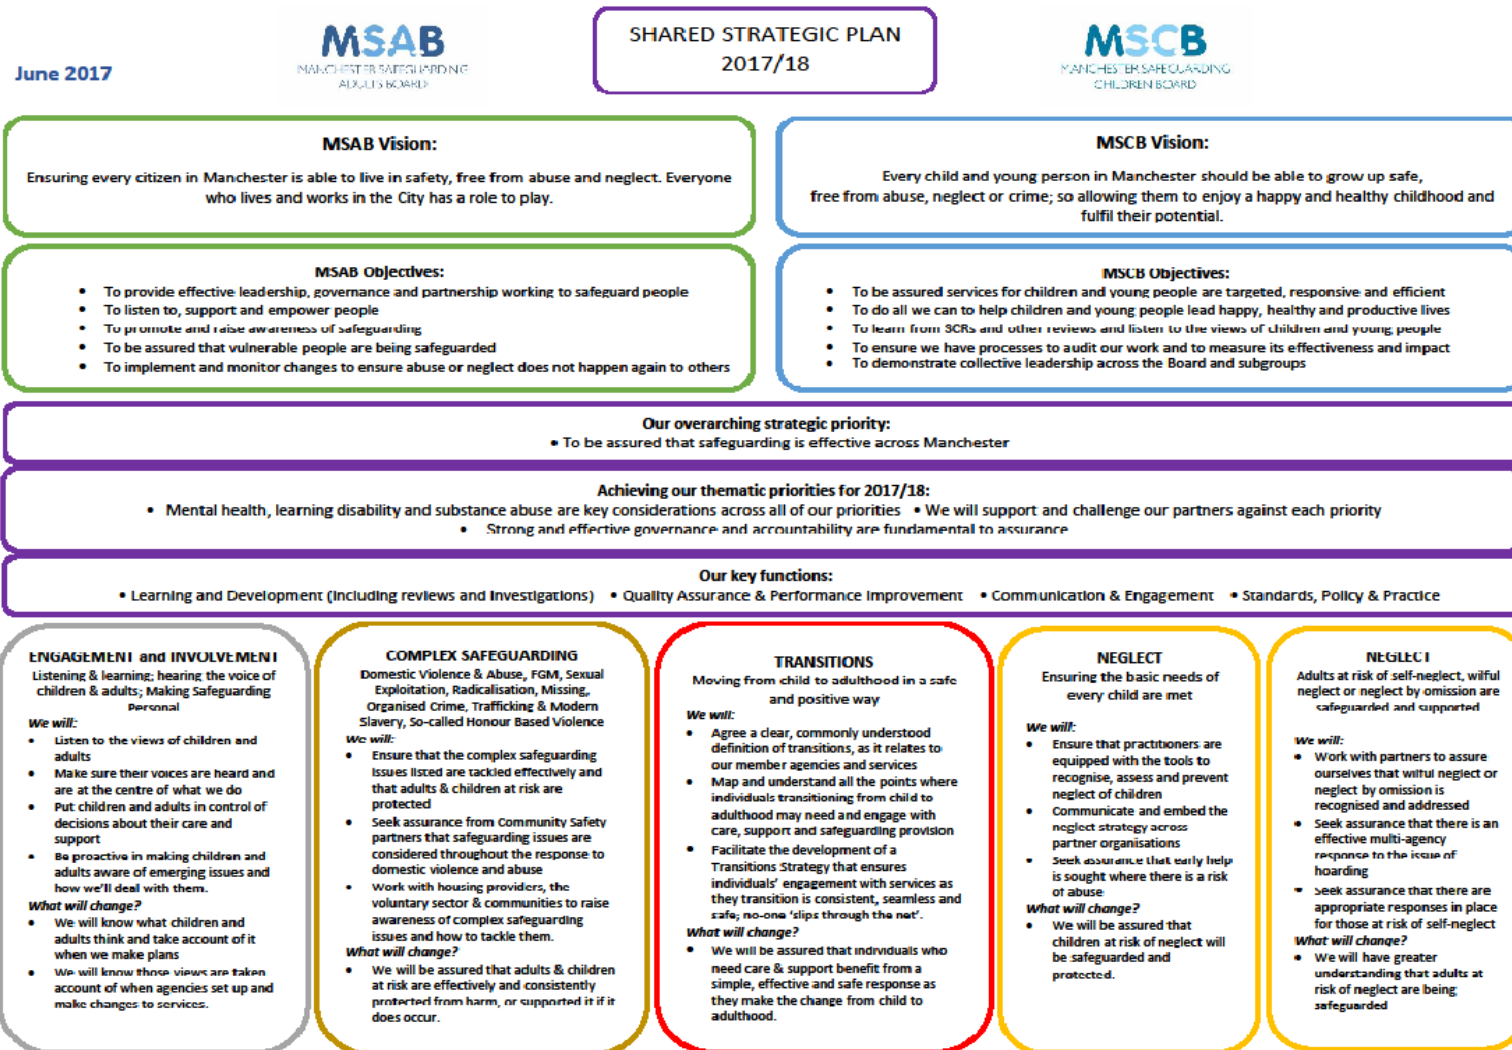 June 2017
MSAB
MANCHESTER SAFEGUARDING
ADULTS BOARD
SHARED STRATEGIC PLAN
2017/18
MSCB
MANCHESTER SAFEGUARDING
CHILDREN BOARD
MSAB Vision:
Ensuring every citizen in Manchester is able to live in safety, free from abuse and neglect. Everyone
who lives and works in the City has a role to play.
MSCB Vision:
Every child and young person in Manchester should be able to grow up safe,
free from abuse, neglect or crime; so allowing them to enjoy a happy and healthy childhood and
fulfil their potential.
MSAB Objectives:
• To provide effective leadership, governance and partnership working to safeguard people
• To listen to, support and empower people
• To promote and raise awareness of safeguarding
• To be assured that vulnerable people are being safeguarded
• To implement and monitor changes to ensure abuse or neglect does not happen again to others
MSCB Objectives:
• To be assured services for children and young people are targeted, responsive and efficient
• To do all we can to help children and young people lead happy, healthy and productive lives
• To learn from SCRs and other reviews and listen to the views of children and young people
• To ensure we have processes to audit our work and to measure its effectiveness and impact
• To demonstrate collective leadership across the Board and subgroups
Our overarching strategic priority:
• To be assured that safeguarding is effective across Manchester
Achieving our thematic priorities for 2017/18:
• Mental health, learning disability and substance abuse are key considerations across all of our priorities • We will support and challenge our partners against each priority
• Strong and effective governance and accountability are fundamental to assurance
Our key functions:
• Learning and Development (including reviews and Investigations) • Quality Assurance & Performance Improvement • Communication & Engagement • Standards, Policy & Practice
ENGAGEMENT and INVOLVEMENT
Listening & learning; hearing the voice of
children & adults; Making Safeguarding
Personal
We will:
• Listen to the views of children and
adults
• Make sure their voices are heard and
are at the centre of what we do
• Put children and adults in control of
decisions about their care and
support
• Be proactive in making children and
adults aware of emerging issues and
how we'll deal with them.
What will change?
• We will know what children and
adults think and take account of it
when we make plans
• We will know those views are taken
account of when agencies set up and
make changes to services.
COMPLEX SAFEGUARDING
Domestic Violence & Abuse, FGM, Sexual
Exploitation, Radicalisation, Missing,
Organised Crime, Trafficking & Modern
Slavery, So-called Honour Based Violence
We will:
• Ensure that the complex safeguarding
issues listed are tackled effectively and
that adults & children at risk are
protected
• Seek assurance from Community Safety
partners that safeguarding issues are
considered throughout the response to
domestic violence and abuse
• Work with housing providers, the
voluntary sector & communities to raise
awareness of complex safeguarding
issues and how to tackle them.
What will change?
• We will be assured that adults & children
at risk are effectively and consistently
protected from harm, or supported it if it
does occur.
TRANSITIONS
Moving from child to adulthood in a safe
and positive way
We will:
• Agree a clear, commonly understood
definition of transitions, as it relates to
our member agencies and services
• Map and understand all the points where
individuals transitioning from child to
adulthood may need and engage with
care, support and safeguarding provision
• Facilitate the development of a
Transitions Strategy that ensures
individuals' engagement with services as
they transition is consistent, seamless and
safe; no-one 'slips through the net'.
What will change?
• We will be assured that individuals who
need care & support benefit from a
simple, effective and safe response as
they make the change from child to
adulthood.
NEGLECT
Ensuring the basic needs of
every child are met
We will:
• Ensure that practitioners are
equipped with the tools to
recognise, assess and prevent
neglect of children
• Communicate and embed the
neglect strategy across
partner organisations
• Seek assurance that early help
is sought where there is a risk
of abuse
What will change?
• We will be assured that
children at risk of neglect will
be safeguarded and
protected.
NEGLECT
Adults at risk of self-neglect, wilful
neglect or neglect by omission are
safeguarded and supported
We will:
• Work with partners to assure
ourselves that wilful neglect or
neglect by omission is
recognised and addressed
• Seek assurance that there is an
effective multi-agency
response to the issue of
hoarding
• Seek assurance that there are
appropriate responses in place
for those at risk of self-neglect
What will change?
• We will have greater
understanding that adults at
risk of neglect are being
safeguarded